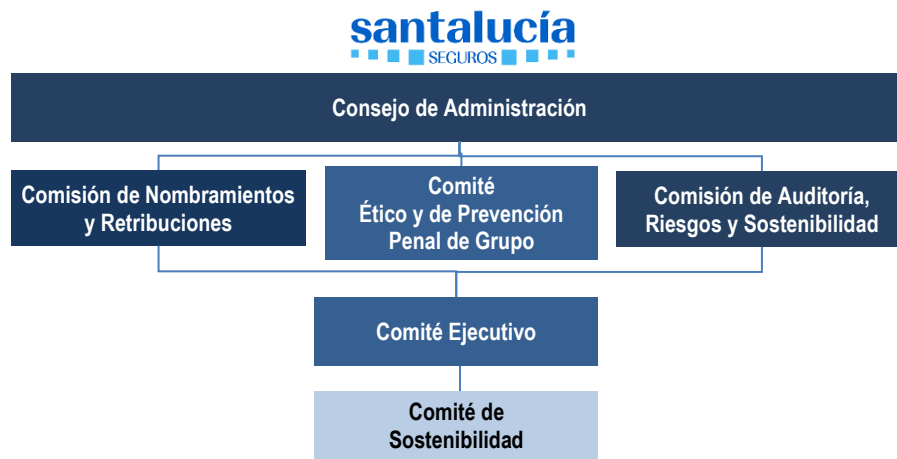 santalucía
SEGUROS
Consejo de Administración
Comisión de Nombramientos
y Retribuciones
Comité
Ético y de Prevención
Penal de Grupo
Comisión de Auditoría,
Riesgos y Sostenibilidad
Comité Ejecutivo
Comité de
Sostenibilidad